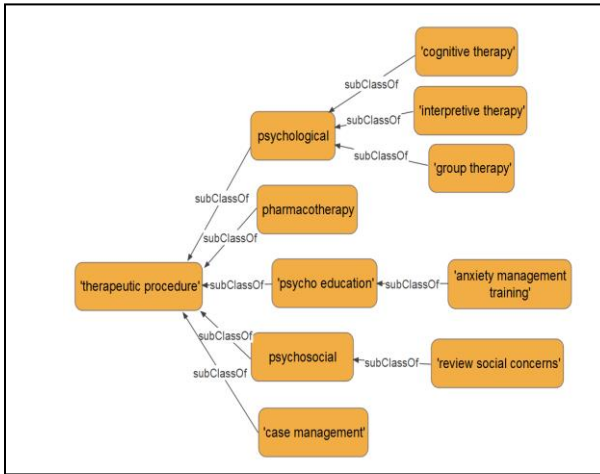 'cognitive therapy'
subClassOf
'interpretive therapy'
subClassOf
psychological
subClassOf
'group therapy'
subClassOf
pharmacotherapy
subClassOf
'therapeutic procedure'
subClassOf
'psycho education'
subClassOf
'anxiety management
training'
subClassOf
psychosocial
subClassOf
'review social concerns'
subClassOf
'case management'